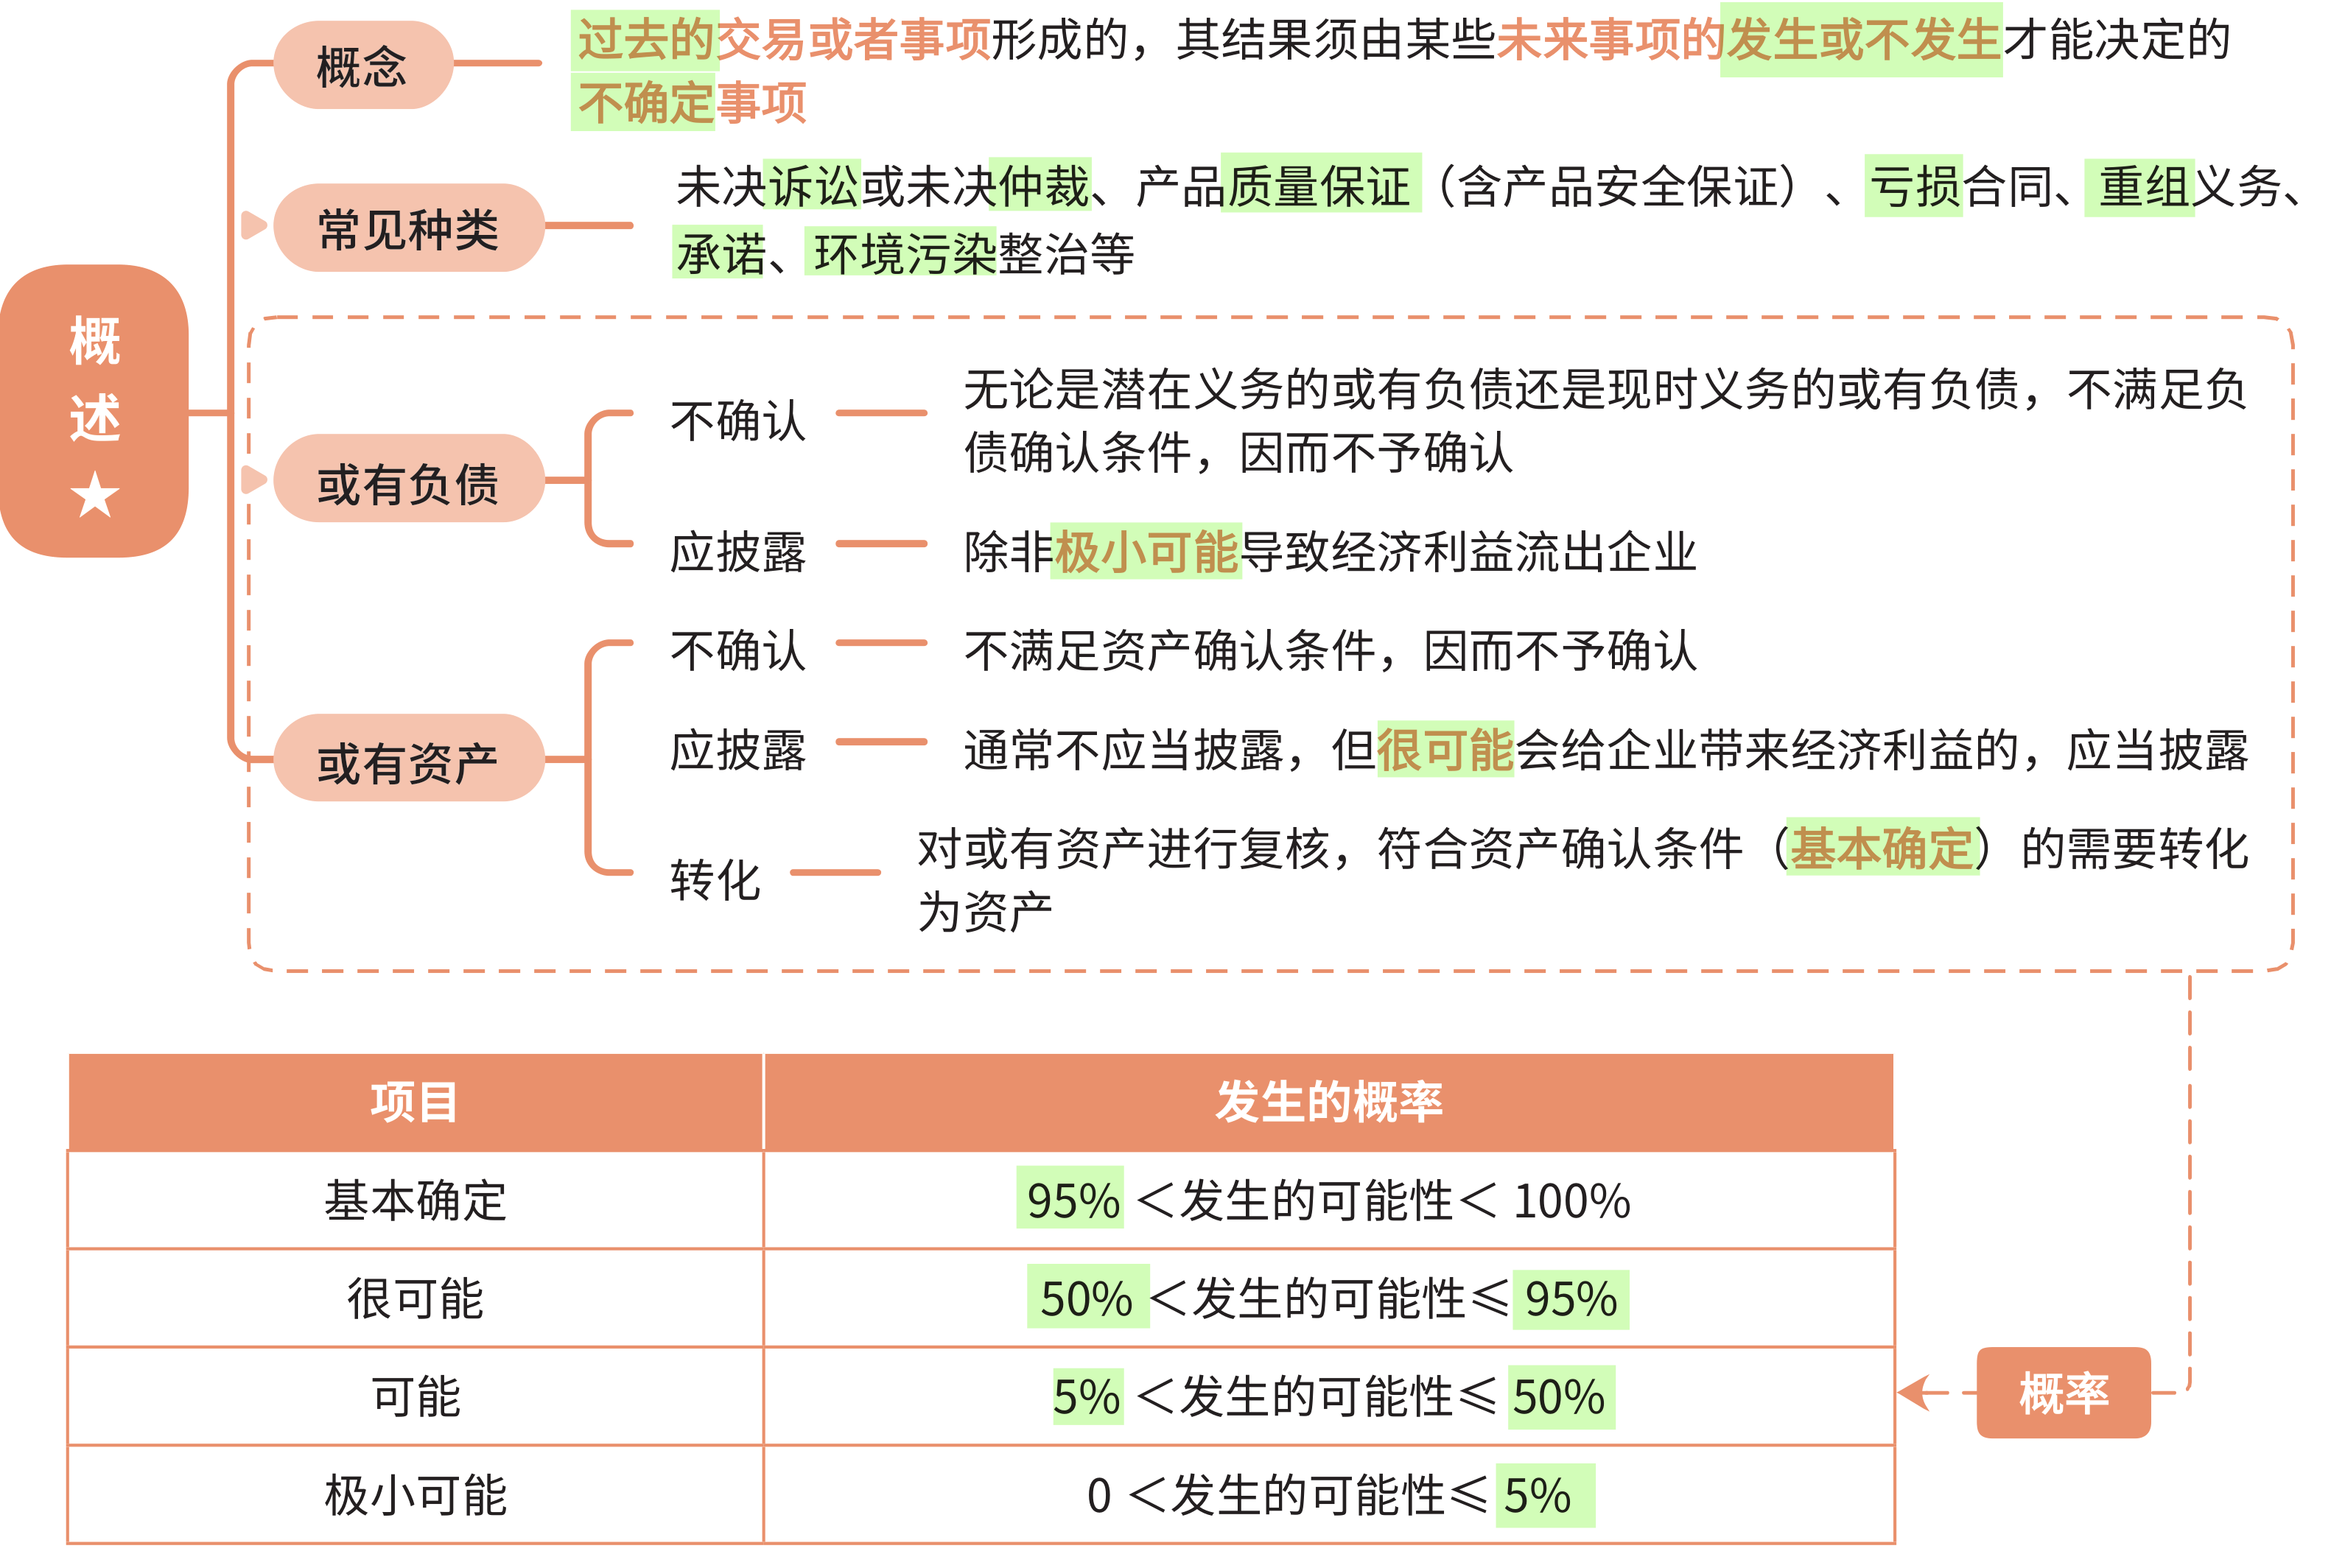 概述★
概念
过去的交易或者事项形成的，其结果须由某些未来事项的发生或不发生才能决定的
不确定事项
常见种类
未决诉讼或未决仲裁、产品质量保证（含产品安全保证）、亏损合同、重组义务、
承诺、环境污染整治等
或有负债
不确认
无论是潜在义务的或有负债还是现时义务的或有负债，不满足负
债确认条件，因而不予确认
应披露
除非极小可能导致经济利益流出企业
或有资产
不确认
不满足资产确认条件，因而不予确认
应披露
通常不应当披露，但很可能会给企业带来经济利益的，应当披露
转化
对或有资产进行复核，符合资产确认条件（基本确定）的需要转化
为资产
项目 发生的概率
基本确定 95%＜发生的可能性＜100%
很可能 50%＜发生的可能性≤95%
可能 5%＜发生的可能性≤50%
极小可能 0＜发生的可能性≤5%
概率